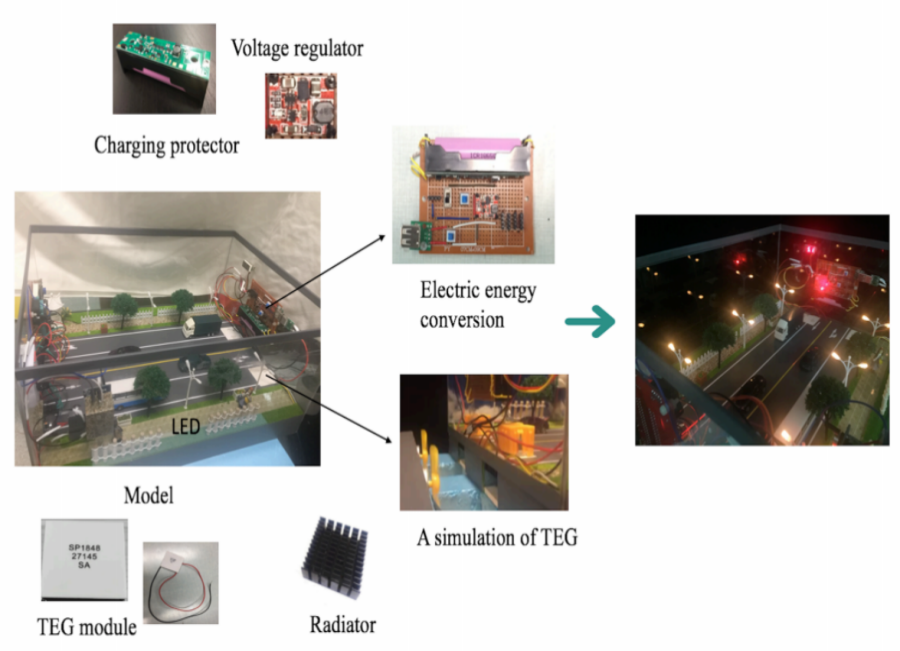 Voltage regulator
Charging protector
Electric energy
conversion
LED
Model
A simulation of TEG
SP1848
27145
SA
TEG module
Radiator